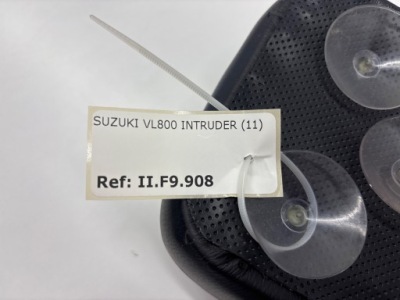 SUZUKI VL800 INTRUDER (11)
Ref: II.F9.908